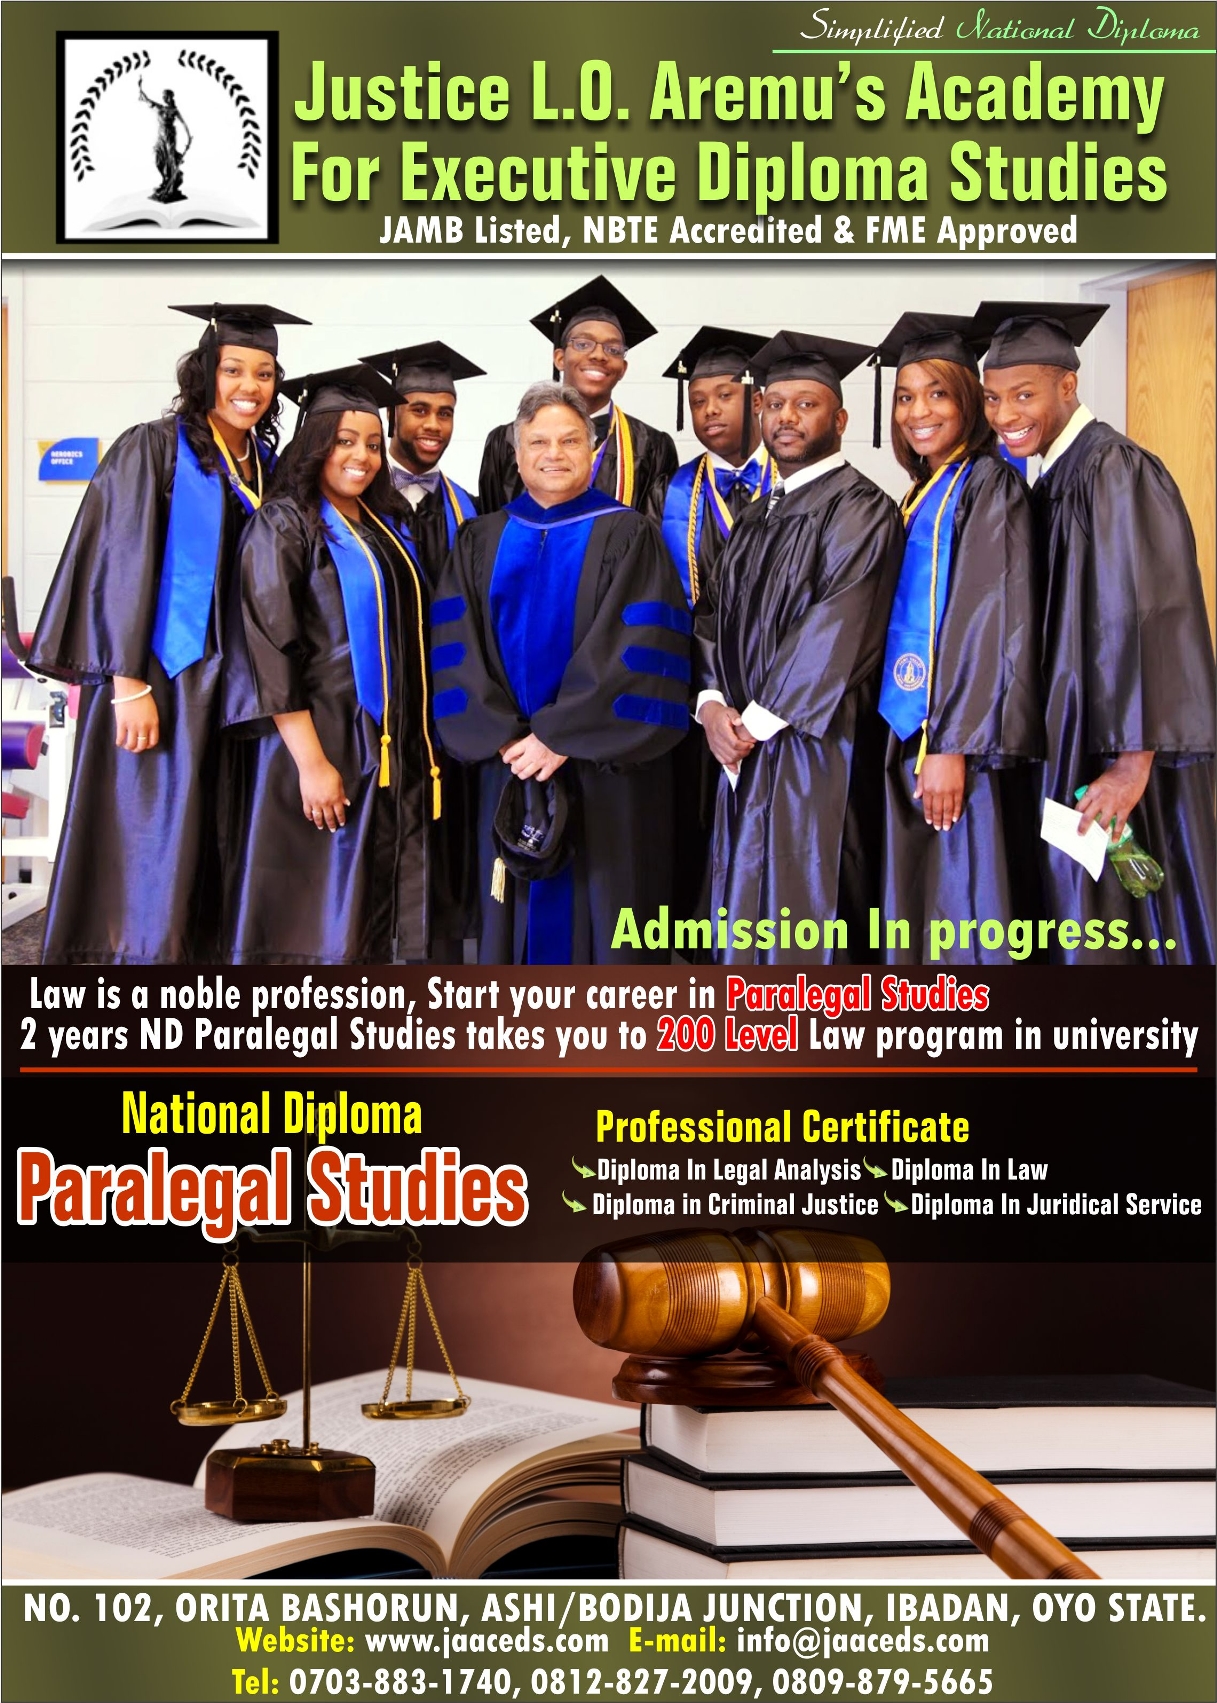 Simplified National Diploma
Justice L.O. Aremu's Academy
For Executive Diploma Studies
JAMB Listed, NBTE Accredited & FME Approved
AEROBICS
OFFICE
Admission In progress...
Law is a noble profession, Start your career in Paralegal Studies
2 years ND Paralegal Studies takes you to 200 Level Law program in university
National Diploma
Paralegal Studies
Professional Certificate
Diploma In Legal Analysis Diploma In Law
Diploma in Criminal Justice Diploma In Juridical Service
NO. 102, ORITA BASHORUN, ASHI/BODIJA JUNCTION, IBADAN, OYO STATE.
Website: www.jaaceds.com E-mail: info@jaaceds.com
Tel: 0703-883-1740, 0812-827-2009, 0809-879-5665